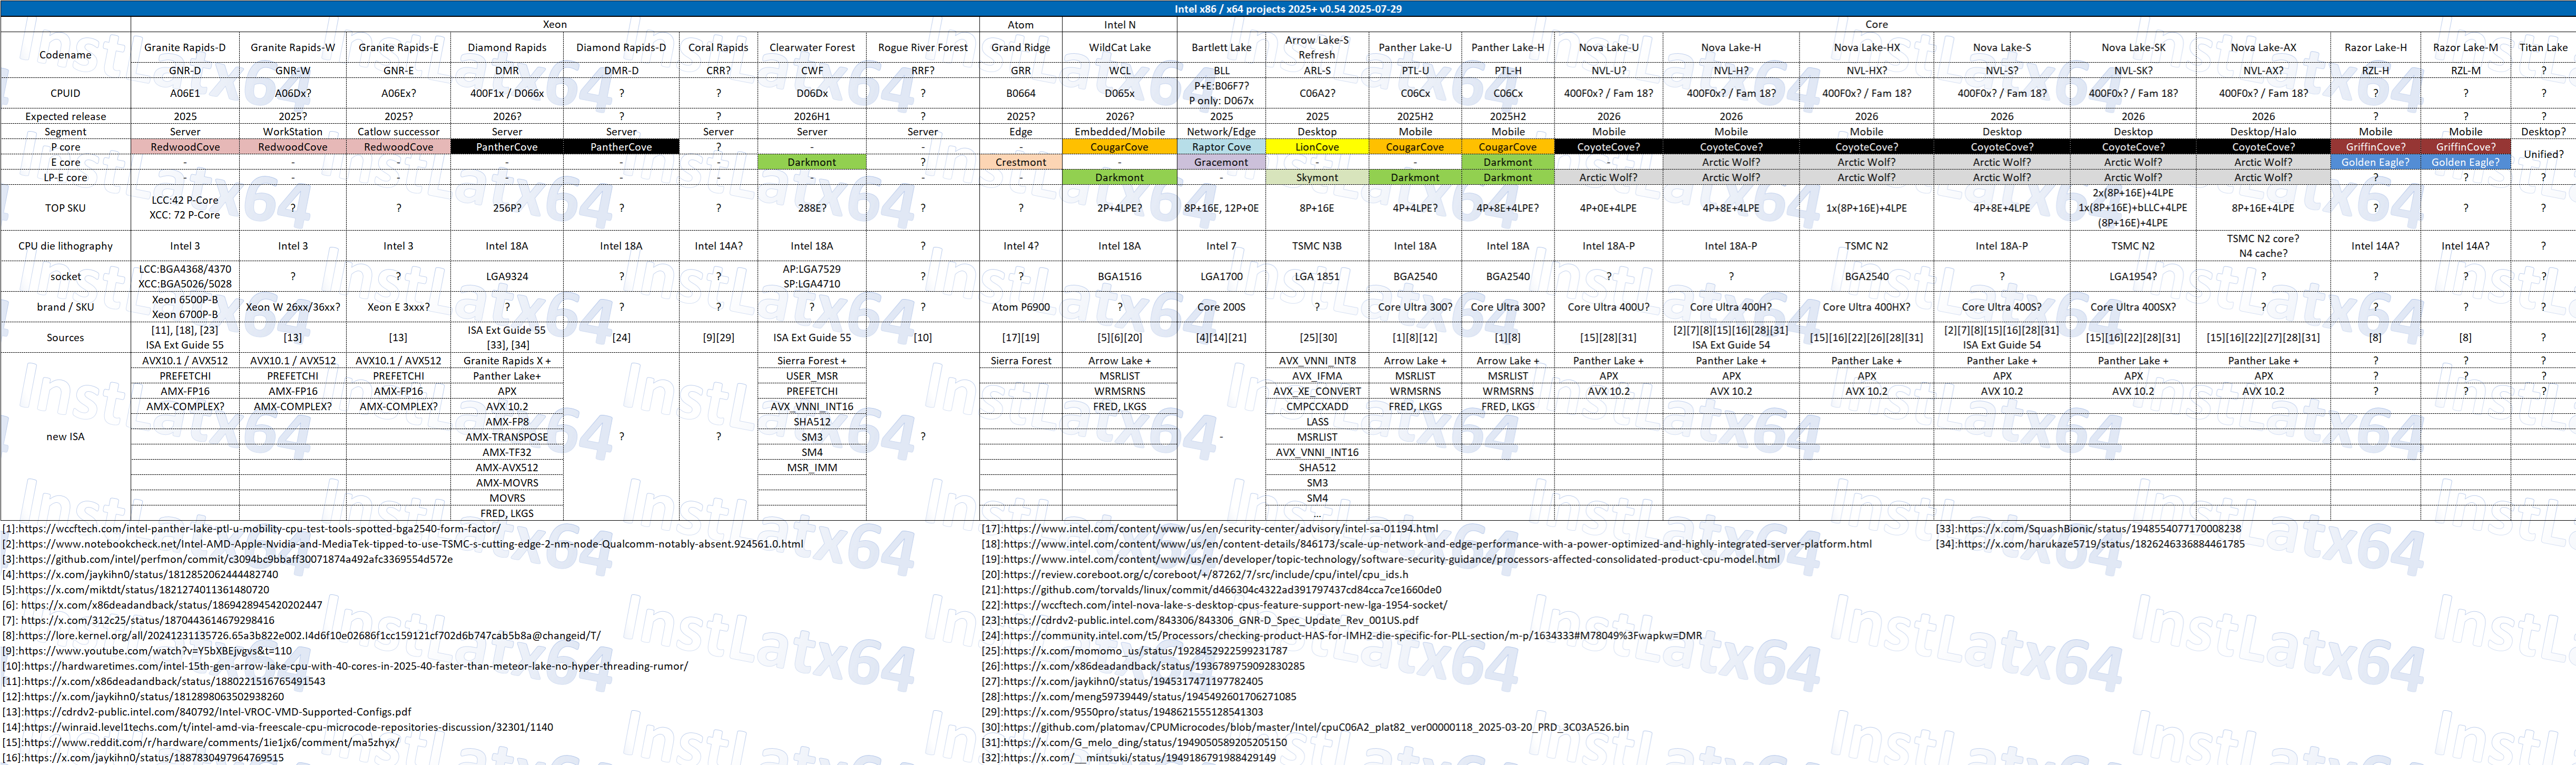 Intel x86 / x64 projects 2025+ v0.54 2025-07-29
Xeon Atom Intel N Core
Codename Granite Rapids-D Granite Rapids-W Granite Rapids-E Diamond Rapids Diamond Rapids-D Coral Rapids Clearwater Forest Rogue River Forest Grand Ridge WildCat Lake Bartlett Lake Arrow Lake-S Refresh Panther Lake-U Panther Lake-H Nova Lake-U Nova Lake-H Nova Lake-HX Nova Lake-S Nova Lake-SK Nova Lake-AX Razor Lake-H Razor Lake-M Titan Lake
GNR-D GNR-W GNR-E DMR DMR-D CRR? CWF RRF? GRR WCL BLL ARL-S PTL-U PTL-H NVL-U? NVL-H? NVL-HX? NVL-S? NVL-SK? NVL-AX? RZL-H RZL-M ?
CPUID A06E1 A06Dx? A06Ex? 400F1x / D066x ? ? D06Dx ? B0664 D065x P+E:B06F7? P only: D067x C06A2? C06Cx C06Cx 400F0x? / Fam 18? 400F0x? / Fam 18? 400F0x? / Fam 18? 400F0x? / Fam 18? 400F0x? / Fam 18? 400F0x? / Fam 18? ? ? ?
Expected release 2025 2025? 2025? 2026? ? ? 2026H1 ? 2025? 2026? 2025 2025 2025H2 2025H2 2026 2026 2026 2026 2026 2026 ? ? ?
Segment Server WorkStation Catlow successor Server Server Server Server Server Edge Embedded/Mobile Network/Edge Desktop Mobile Mobile Mobile Mobile Mobile Desktop Desktop Desktop/Halo Mobile Mobile Desktop?
P core RedwoodCove RedwoodCove RedwoodCove PantherCove PantherCove ? - - - CougarCove Raptor Cove LionCove CougarCove CougarCove CoyoteCove? CoyoteCove? CoyoteCove? CoyoteCove? CoyoteCove? CoyoteCove? GriffinCove? GriffinCove? Unified?
E core - - - - - Darkmont ? Crestmont - Gracemont - - Darkmont - Arctic Wolf? Arctic Wolf? Arctic Wolf? Arctic Wolf? Arctic Wolf? Golden Eagle? Golden Eagle?
LP-E core - - - - - - - Darkmont - Skymont Darkmont Darkmont Arctic Wolf? Arctic Wolf? Arctic Wolf? Arctic Wolf? Arctic Wolf? Arctic Wolf? ? ? ?
TOP SKU LCC:42 P-Core XCC: 72 P-Core ? ? 256P? ? ? 288E? ? ? 2P+4LPE? 8P+16E, 12P+0E 8P+16E 4P+4LPE? 4P+8E+4LPE? 4P+0E+4LPE 4P+8E+4LPE 1x(8P+16E)+4LPE 4P+8E+4LPE 2x(8P+16E)+4LPE 1x(8P+16E)+bLLC+4LPE (8P+16E)+4LPE 8P+16E+4LPE ? ? ?
CPU die lithography Intel 3 Intel 3 Intel 3 Intel 18A Intel 18A Intel 14A? Intel 18A ? Intel 4? Intel 18A Intel 7 TSMC N3B Intel 18A Intel 18A Intel 18A-P Intel 18A-P TSMC N2 Intel 18A-P TSMC N2 TSMC N2 core? N4 cache? Intel 14A? Intel 14A? ?
socket LCC:BGA4368/4370 XCC:BGA5026/5028 ? ? LGA9324 ? ? AP:LGA7529 SP:LGA4710 ? ? BGA1516 LGA1700 LGA 1851 BGA2540 BGA2540 ? ? BGA2540 ? LGA1954? ? ? ? ?
brand / SKU Xeon 6500P-B Xeon 6700P-B Xeon W 26xx/36xx? Xeon E 3xxx? ? ? ? ? ? Atom P6900 ? Core 200S ? Core Ultra 300? Core Ultra 300? Core Ultra 400U? Core Ultra 400H? Core Ultra 400HX? Core Ultra 400S? Core Ultra 400SX? ? ? ? ?
Sources [11], [18], [23] ISA Ext Guide 55 [13] [13] ISA Ext Guide 55 [33], [34] [24] [9][29] ISA Ext Guide 55 [10] [17][19] [5][6][20] [4][14][21] [25][30] [1][8][12] [1][8] [15][28][31] [2][7][8][15][16][28][31] ISA Ext Guide 54 [15][16][22][26][28][31] [2][7][8][15][16][28][31] ISA Ext Guide 54 [15][16][22][28][31] [15][16][22][27][28][31] [8] [8] ?
AVX10.1 / AVX512 AVX10.1 / AVX512 AVX10.1 / AVX512 Granite Rapids X + Sierra Forest + Sierra Forest Arrow Lake + AVX_VNNI_INT8 Arrow Lake + Arrow Lake + Panther Lake + Panther Lake + Panther Lake + Panther Lake + Panther Lake + Panther Lake + ? ? ?
PREFETCHI PREFETCHI PREFETCHI Panther Lake+ USER_MSR MSRLIST AVX_IFMA MSRLIST MSRLIST APX APX APX APX APX APX ? ? ?
AMX-FP16 AMX-FP16 AMX-FP16 APX PREFETCHI WRMSRNS AVX_XE_CONVERT WRMSRNS WRMSRNS AVX 10.2 AVX 10.2 AVX 10.2 AVX 10.2 AVX 10.2 AVX 10.2 ? ? ?
AMX-COMPLEX? AMX-COMPLEX? AMX-COMPLEX? AVX 10.2 AVX_VNNI_INT16 FRED, LKGS CMPCCXADD FRED, LKGS FRED, LKGS
AMX-FP8 SHA512 LASS
new ISA AMX-TRANSPOSE ? ? SM3 ? - MSRLIST
AMX-TF32 SM4 AVX_VNNI_INT16
AMX-AVX512 MSR_IMM SHA512
AMX-MOVRS SM3
MOVRS SM4
FRED, LKGS ...
[1]:https://wccftech.com/intel-panther-lake-ptl-u-mobility-cpu-test-tools-spotted-bga2540-form-factor/
[2]:https://www.notebookcheck.net/Intel-AMD-Apple-Nvidia-and-MediaTek-tipped-to-use-TSMC-s-cutting-edge-2-nm-node-Qualcomm-notably-absent.924561.0.html
[3]:https://github.com/intel/perfmon/commit/c3094bc9bbaff30071874a492afc3369554d572e
[4]:https://x.com/jaykihn0/status/1812852062444482740
[5]:https://x.com/miktdt/status/1821274011361480720
[6]: https://x.com/x86deadandback/status/1869428945420202447
[7]: https://x.com/312c25/status/1870443614679298416
[8]:https://lore.kernel.org/all/20241231135726.65a3b822e002.I4d6f10e02686f1cc159121cf702d6b747cab5b8a@changeid/T/
[9]:https://www.youtube.com/watch?v=Y5bXBEjvgvs&t=110
[10]:https://hardwaretimes.com/intel-15th-gen-arrow-lake-cpu-with-40-cores-in-2025-40-faster-than-meteor-lake-no-hyper-threading-rumor/
[11]:https://x.com/x86deadandback/status/1880221516765491543
[12]:https://x.com/jaykihn0/status/1812898063502938260
[13]:https://cdrdv2-public.intel.com/840792/Intel-VROC-VMD-Supported-Configs.pdf
[14]:https://winraid.level1techs.com/t/intel-amd-via-freescale-cpu-microcode-repositories-discussion/32301/1140
[15]:https://www.reddit.com/r/hardware/comments/1ie1jx6/comment/ma5zhyx/
[16]:https://x.com/jaykihn0/status/1887830497964769515
[17]:https://www.intel.com/content/www/us/en/security-center/advisory/intel-sa-01194.html
[18]:https://www.intel.com/content/www/us/en/content-details/846173/scale-up-network-and-edge-performance-with-a-power-optimized-and-highly-integrated-server-platform.html
[19]:https://www.intel.com/content/www/us/en/developer/topic-technology/software-security-guidance/processors-affected-consolidated-product-cpu-model.html
[20]:https://review.coreboot.org/c/coreboot/+/87262/7/src/include/cpu/intel/cpu_ids.h
[21]:https://github.com/torvalds/linux/commit/d466304c4322ad391797437cd84cca7ce1660de0
[22]:https://wccftech.com/intel-nova-lake-s-desktop-cpus-feature-support-new-lga-1954-socket/
[23]:https://cdrdv2-public.intel.com/843306/843306_GNR-D_Spec_Update_Rev_001US.pdf
[24]:https://community.intel.com/t5/Processors/checking-product-HAS-for-IMH2-die-specific-for-PLL-section/m-p/1634333#M78049%3Fwapkw=DMR
[25]:https://x.com/momomo_us/status/1928452922599231787
[26]:https://x.com/x86deadandback/status/1936789759092830285
[27]:https://x.com/jaykihn0/status/1945317471197782405
[28]:https://x.com/meng59739449/status/1945492601706271085
[29]:https://x.com/9550pro/status/1948621555128541303
[30]:https://github.com/platomav/CPUMicrocodes/blob/master/Intel/cpuC06A2_plat82_ver00000118_2025-03-20_PRD_3C03A526.bin
[31]:https://x.com/G_melo_ding/status/1949050589205205150
[32]:https://x.com/__mintsuki/status/1949186791988429149
[33]:https://x.com/SquashBionic/status/1948554077170008238
[34]:https://x.com/harukaze5719/status/1826246336884461785
InstLatx64